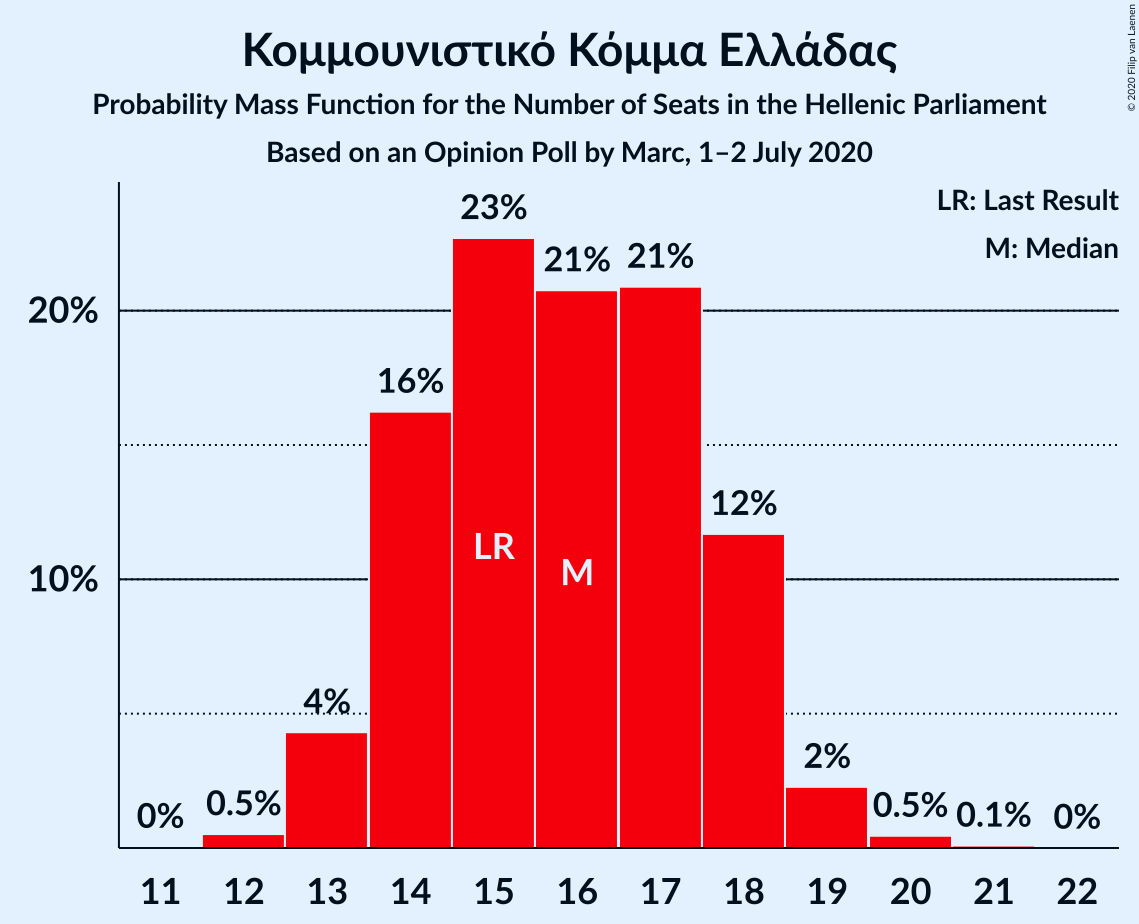 Κομμουνιστικό Κόμμα Ελλάδας
Probability Mass Function for the Number of Seats in the Hellenic Parliament
Based on an Opinion Poll by Marc, 1–2 July 2020
© 2020 Filip van Laenen
LR: Last Result
M: Median
20%
10%
0%
0.5%
4%
16%
23%
21%
21%
12%
2%
0.5%
0.1%
0%
LR
M
11 12 13 14 15 16 17 18 19 20 21 22